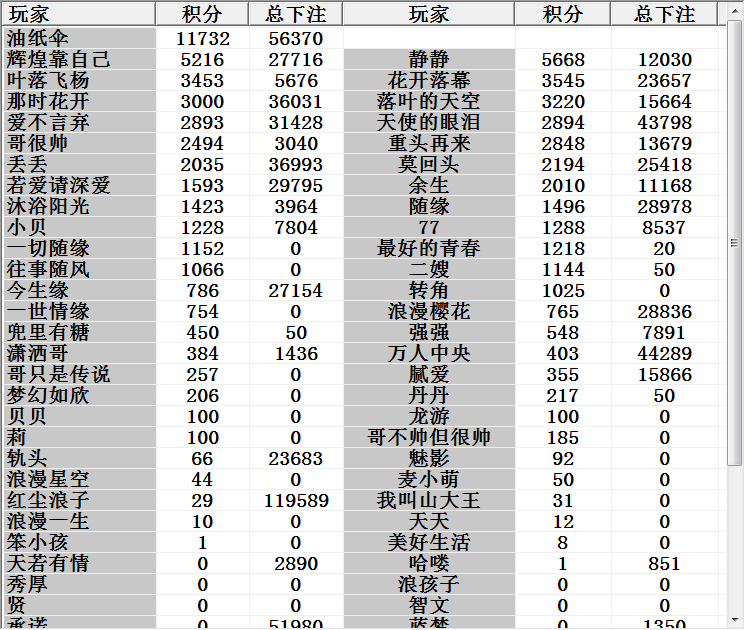 玩家 积分 总下注 玩家 积分 总下注
油纸伞 11732 56370
辉煌靠自己 5216 27716 静静 5668 12030
叶落飞杨 3453 5676 花开落幕 3545 23657
那时花开 3000 36031 落叶的天空 3220 15664
爱不言弃 2893 31428 天使的眼泪 2894 43798
哥很帅 2494 3040 重头再来 2848 13679
丢丢 2035 36993 莫回头 2194 25418
若爱请深爱 1593 29795 余生 2010 11168
沐浴阳光 1423 3964 随缘 1496 28978
小贝 1228 7804 77 1288 8537
一切随缘 1152 0 最好的青春 1218 20
往事随风 1066 0 二嫂 1144 50
今生缘 786 27154 转角 1025 0
一世情缘 754 0 浪漫樱花 765 28836
兜里有糖 450 50 强强 548 7891
潇洒哥 384 1436 万人中央 403 44289
哥只是传说 257 0 腻爱 355 15866
梦幻如欣 206 0 丹丹 217 50
贝贝 100 0 龙游 100 0
莉 100 0 哥不帅但很帅 185 0
轨头 66 23683 魅影 92 0
浪漫星空 44 0 麦小萌 50 0
红尘浪子 29 119589 我叫山大王 31 0
浪漫一生 10 0 天天 12 0
笨小孩 1 0 美好生活 8 0
天若有情 0 2890 哈喽 1 851
秀厚 0 0 浪孩子 0 0
贤 0 0 智文 0 0
承诺 0 51980 蓝梦 0 1350